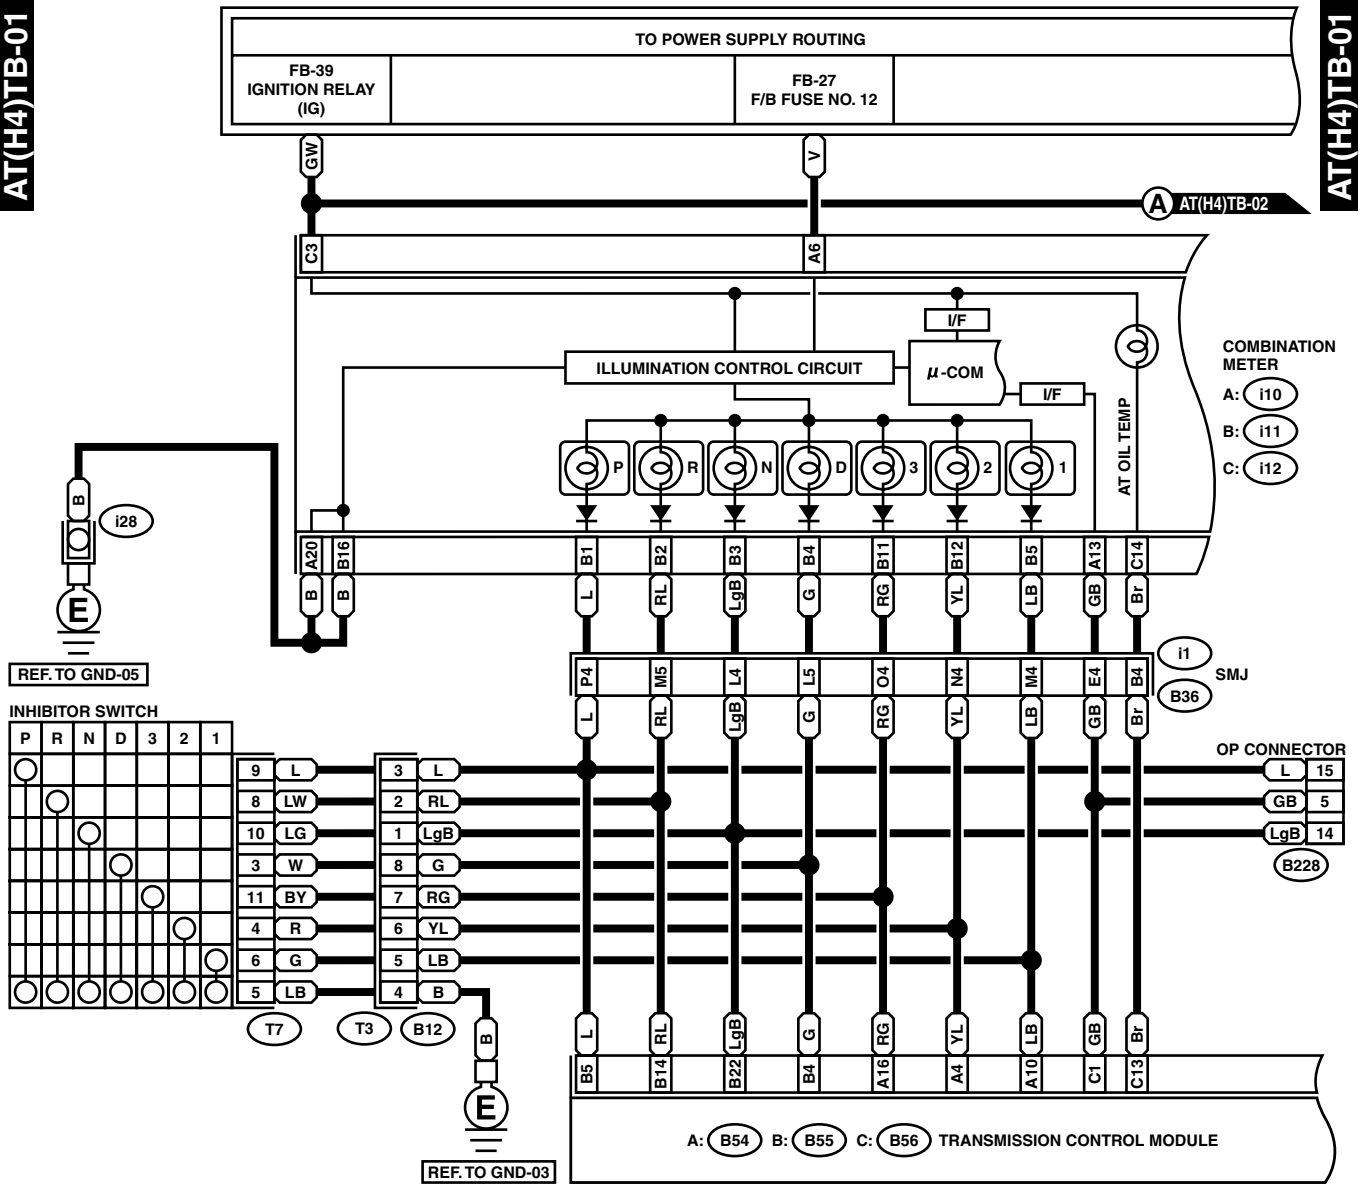 AT(H4)TB-01
AT(H4)TB-01
TO POWER SUPPLY ROUTING
FB-39
IGNITION RELAY
(IG)
FB-27
F/B FUSE NO. 12
GW
V
A AT(H4)TB-02
C3
A6
I/F
ILLUMINATION CONTROL CIRCUIT
μ-COM
I/F
AT OIL TEMP
COMBINATION
METER
A: i10
B: i11
C: i12
P R N D 3 2 1
B
i28
E
REF. TO GND-05
A20 B16 B1 B2 B3 B4 B11 B12 B5 A13 C14
B B L RL LgB G RG YL LB GB Br
i1
P4 M5 L4 L5 O4 N4 M4 E4 B4
SMJ
B36
L RL LgB G RG YL LB GB Br
INHIBITOR SWITCH
P R N D 3 2 1
OP CONNECTOR
9 L 3 L L 15
8 LW 2 RL GB 5
10 LG 1 LgB LgB 14
3 W 8 G B228
11 BY 7 RG
4 R 6 YL
6 G 5 LB
5 LB 4 B
T7 T3 B12
B
E
REF. TO GND-03
L RL LgB G RG YL LB GB Br
B5 B14 B22 B4 A16 A4 A10 C1 C13
A: B54 B: B55 C: B56 TRANSMISSION CONTROL MODULE